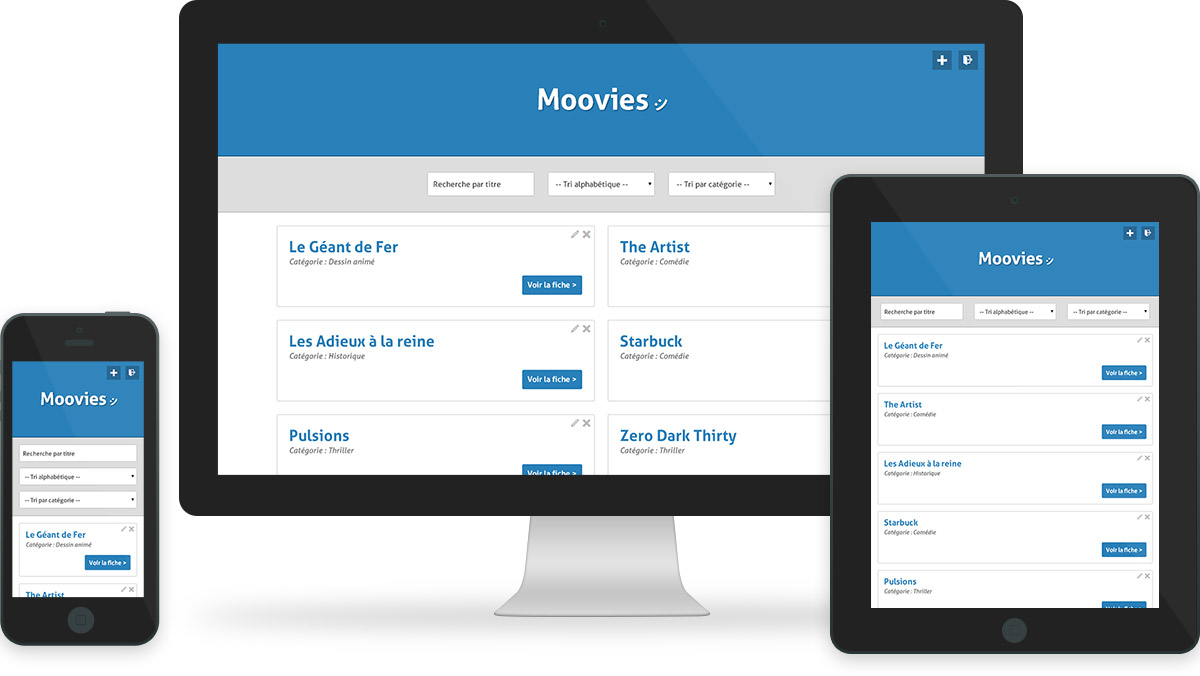 Moovies ッ
Recherche par titre
-- Tri alphabétique --
-- Tri par catégorie --
Le Géant de Fer
Catégorie : Dessin animé
Voir la fiche >
The Artist
Catégorie : Comédie
Les Adieux à la reine
Catégorie : Historique
Voir la fiche >
Starbuck
Catégorie : Comédie
Pulsions
Catégorie : Thriller
Voir la fiche >
Zero Dark Thirty
Catégorie : Thriller
Moovies ッ
Recherche par titre
-- Tri alphabétique --
-- Tri par catégorie --
Le Géant de Fer
Catégorie : Dessin animé
Voir la fiche >
The Artist
Moovies ッ
Recherche par titre
-- Tri alphabétique --
-- Tri par catégorie --
Le Géant de Fer
Catégorie : Dessin animé
Voir la fiche >
The Artist
Catégorie : Comédie
Voir la fiche >
Les Adieux à la reine
Catégorie : Historique
Voir la fiche >
Starbuck
Catégorie : Comédie
Voir la fiche >
Pulsions
Catégorie : Thriller